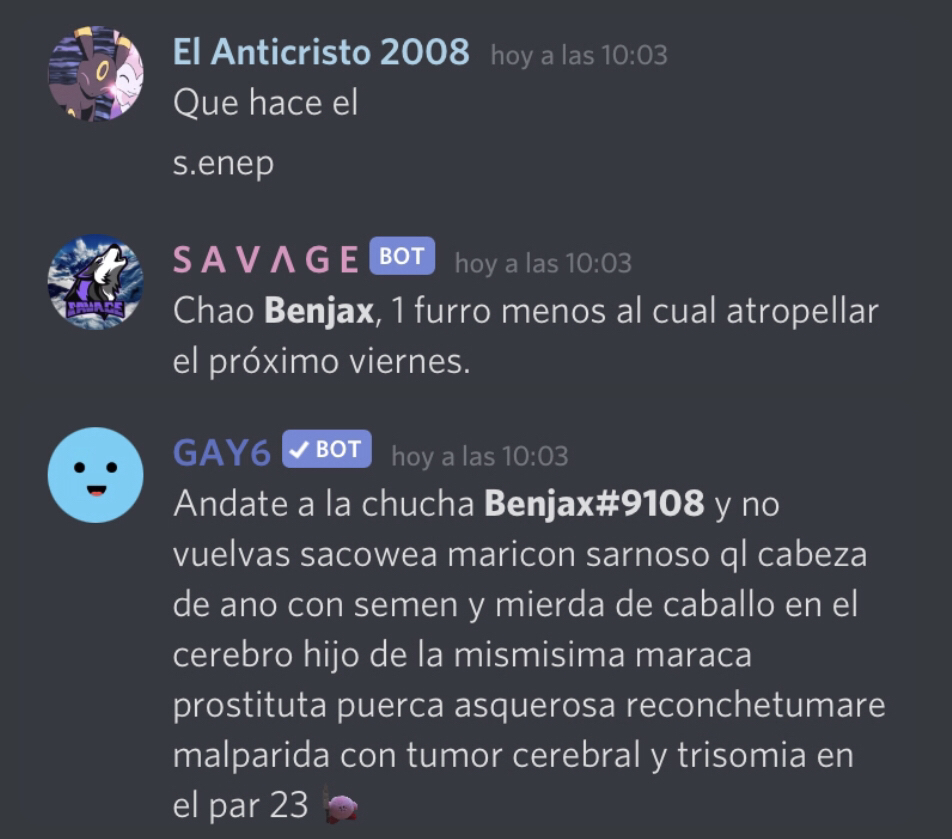 El Anticristo 2008 hoy a las 10:03
Que hace el
s.enep
S A V Λ G E BOT hoy a las 10:03
SAVAGE
Chao Benjax, 1 furro menos al cual atropellar
el próximo viernes.
GAY6 ✓ BOT hoy a las 10:03
Andate a la chucha Benjax#9108 y no
vuelvas sacowea maricon sarnoso ql cabeza
de ano con semen y mierda de caballo en el
cerebro hijo de la mismisima maraca
prostituta puerca asquerosa reconchetumare
malparida con tumor cerebral y trisomia en
el par 23